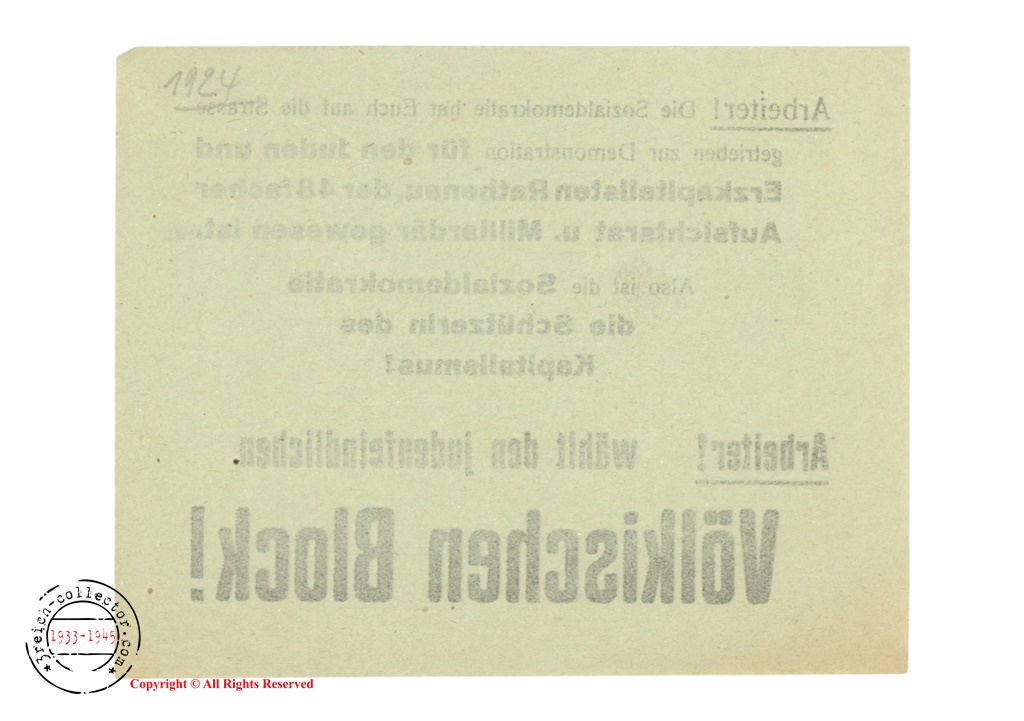 1924
Arbeiter! Die Sozialdemokratie hat Euch auf die Strasse
getrieben zur Demonstration für den Juden und
Erzkapitalisten Rathenau, der 48facher
Aufsichtsrat u. Milliardär gewesen ist.
Also ist die Sozialdemokratie
die Schützerin des
Kapitalismus!
Arbeiter! wählt den judenfeindlichen
Völkischen Block!
3reich-collector.com
1933-1945
Copyright © All Rights Reserved